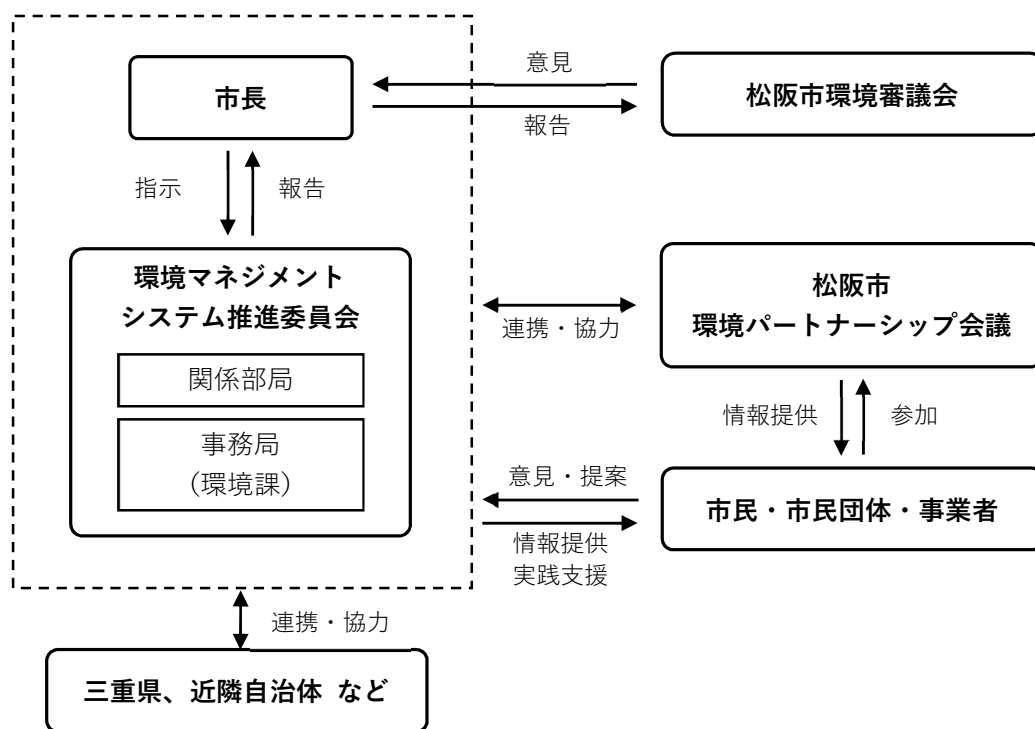 市長
意見
報告
松阪市環境審議会
指示
報告
環境マネジメント
システム推進委員会
関係部局
事務局
（環境課）
連携・協力
松阪市
環境パートナーシップ会議
情報提供
参加
意見・提案
情報提供
実践支援
市民・市民団体・事業者
連携・協力
三重県、近隣自治体 など